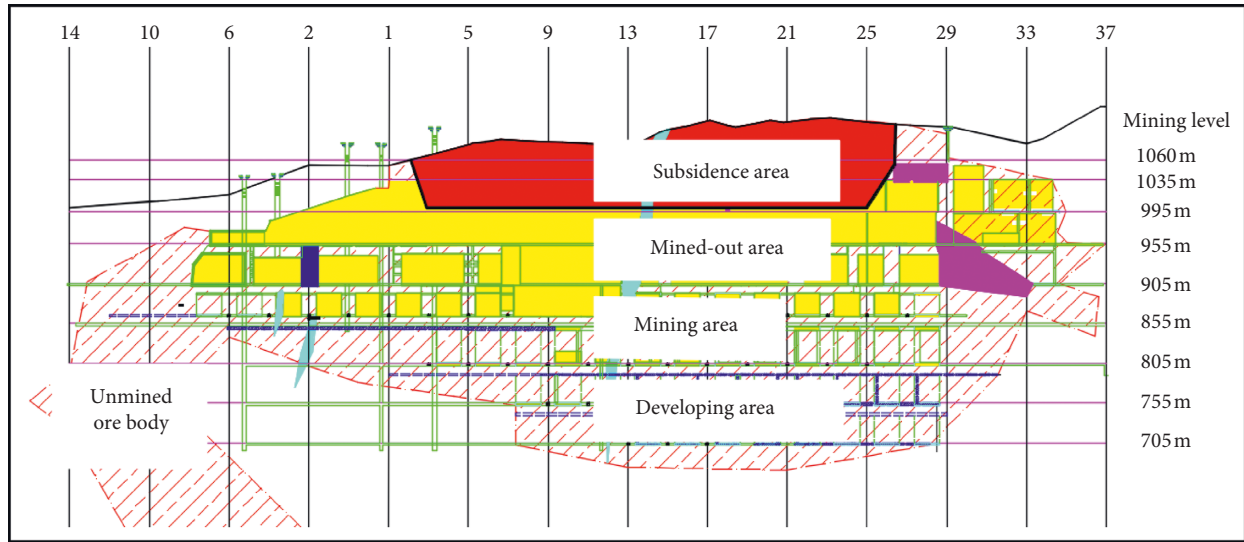 14 10 6 2 1 5 9 13 17 21 25 29 33 37
Mining level
1060 m
Subsidence area
1035 m
995 m
Mined-out area
955 m
905 m
Mining area
855 m
805 m
Unmined
ore body
Developing area
755 m
705 m